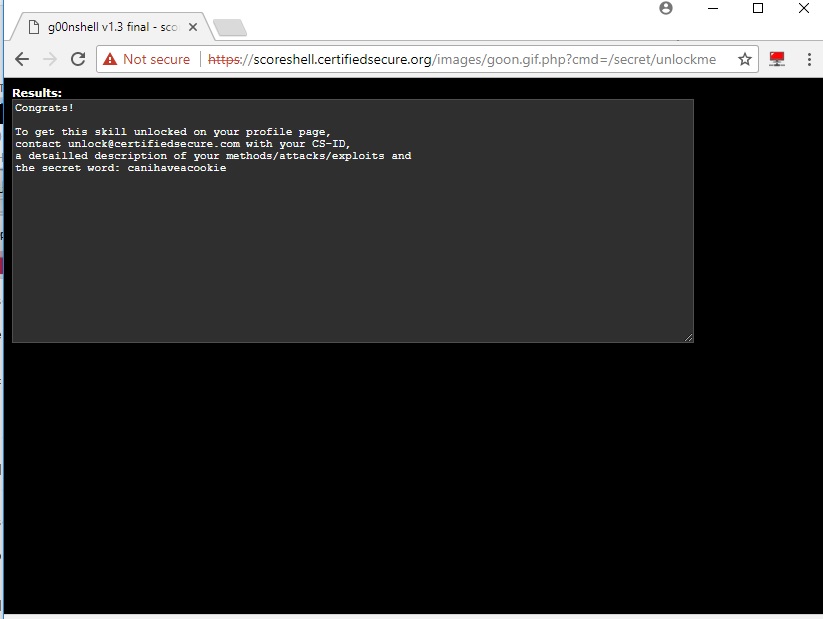 g00nshell v1.3 final - sco
Not secure
https://scoreshell.certifiedsecure.org/images/goon.gif.php?cmd=/secret/unlockme
Results:
Congrats!
To get this skill unlocked on your profile page,
contact unlock@certifiedsecure.com with your CS-ID,
a detailled description of your methods/attacks/exploits and
the secret word: canihaveacookie